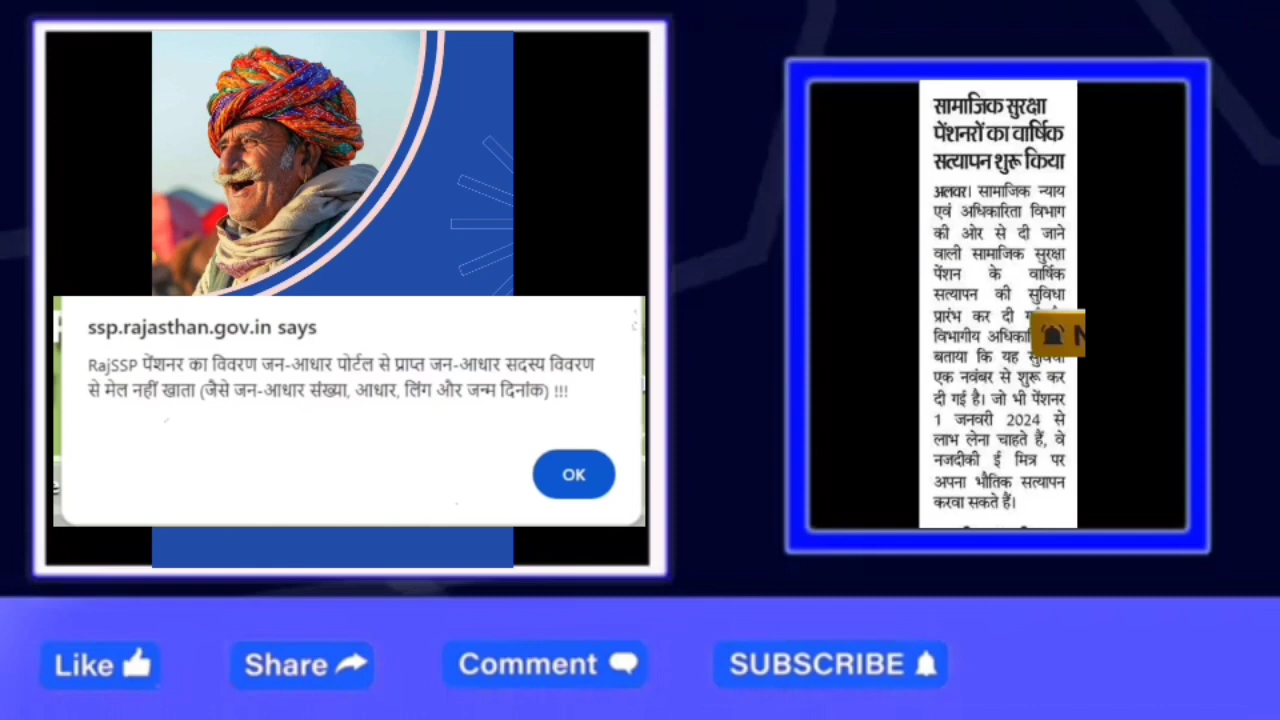 ssp.rajasthan.gov.in says
RajSSP पेंशनर का विवरण जन-आधार पोर्टल से प्राप्त जन-आधार सदस्य विवरण
से मेल नहीं खाता (जैसे जन-आधार संख्या, आधार, लिंग और जन्म दिनांक) !!!
OK
सामाजिक सुरक्षा
पेंशनरों का वार्षिक
सत्यापन शुरू किया
अलवर। सामाजिक न्याय
एवं अधिकारिता विभाग
की ओर से दी जाने
वाली सामाजिक सुरक्षा
पेंशन के वार्षिक
सत्यापन की सुविधा
प्रारंभ कर दी
विभागीय
बताया कि यह
एक नवंबर से शुरू कर
दी गई है। जो भी पेंशनर
1 जनवरी 2024 से
लाभ लेना चाहते हैं, वे
नजदीकी ई मित्र पर
अपना भौतिक सत्यापन
करवा सकते हैं।
Like
Share
Comment
SUBSCRIBE